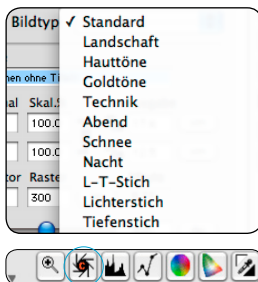 Bildtyp ✓ Standard
Landschaft
Hauttöne
nen ohne Ti Goldtöne
al Skal.S Technik
100.0 Abend
Schnee
100.0 Nacht
tor Raste L-T-Stich
300 Lichterstich
Tiefenstich